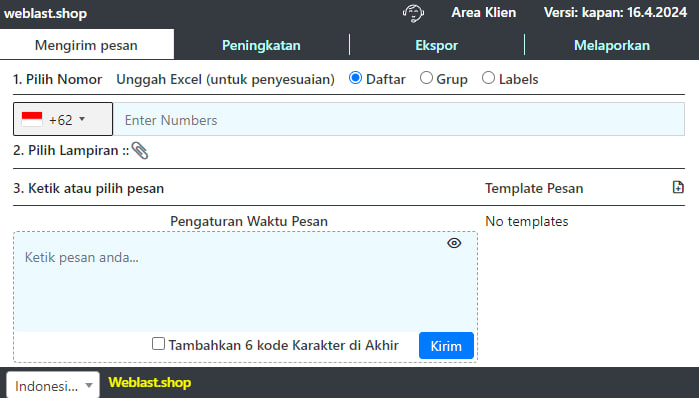 weblast.shop Area Klien Versi: kapan: 16.4.2024
Mengirim pesan Peningkatan Ekspor Melaporkan
1. Pilih Nomor Unggah Excel (untuk penyesuaian) Daftar Grup Labels
+62 Enter Numbers
2. Pilih Lampiran ::
3. Ketik atau pilih pesan Template Pesan
Pengaturan Waktu Pesan No templates
Ketik pesan anda...
Tambahkan 6 kode Karakter di Akhir Kirim
Indonesi... Weblast.shop